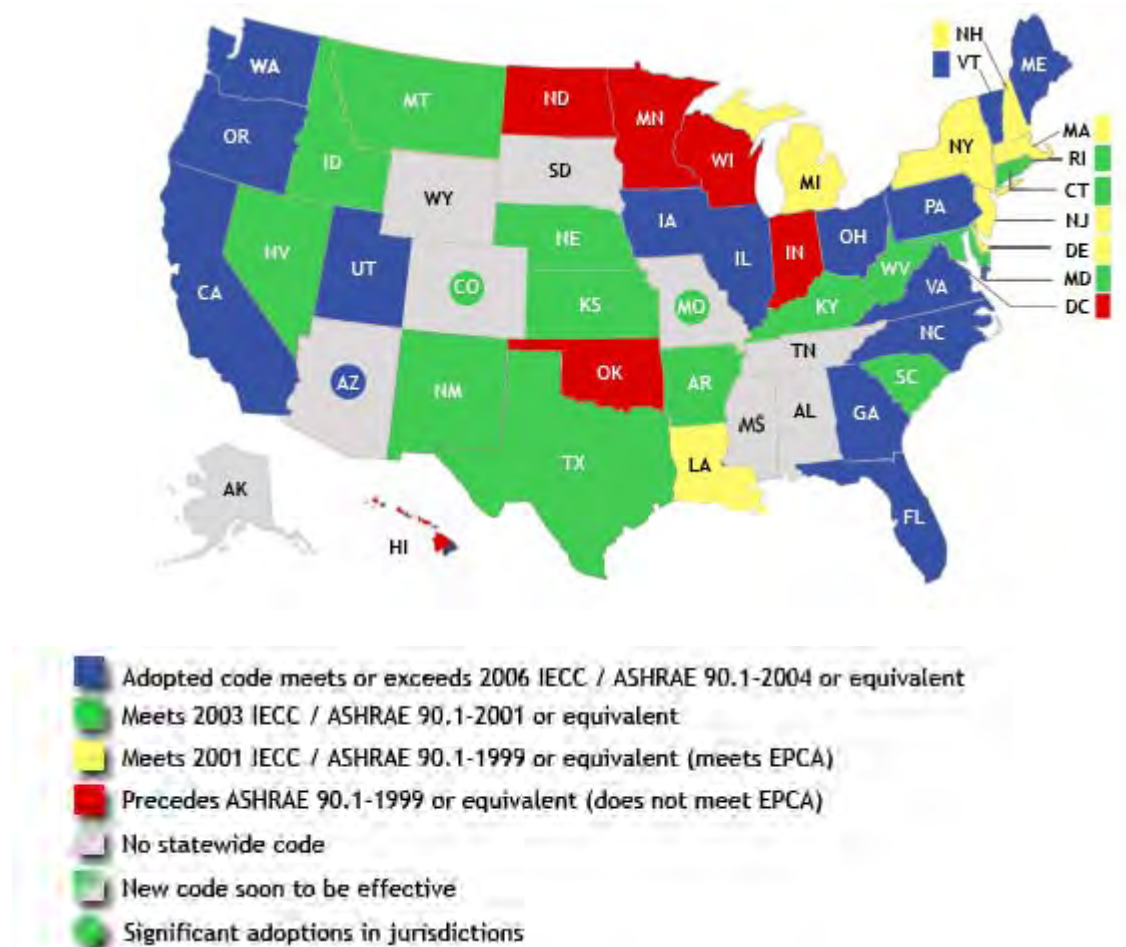 NH
VT
ME
WA
MT
ND
MN
MA
OR
NY
WI
RI
ID
SD
MI
CT
WY
PA
NJ
IA
NE
OH
DE
NV
IL
IN
UT
WV
MD
CO
CA
VA
KS
MO
KY
DC
NC
TN
OK
AZ
AR
SC
NM
MS
AL
GA
LA
TX
AK
FL
HI
Adopted code meets or exceeds 2006 IECC / ASHRAE 90.1-2004 or equivalent
Meets 2003 IECC / ASHRAE 90.1-2001 or equivalent
Meets 2001 IECC / ASHRAE 90.1-1999 or equivalent (meets EPCA)
Precedes ASHRAE 90.1-1999 or equivalent (does not meet EPCA)
No statewide code
New code soon to be effective
Significant adoptions in jurisdictions